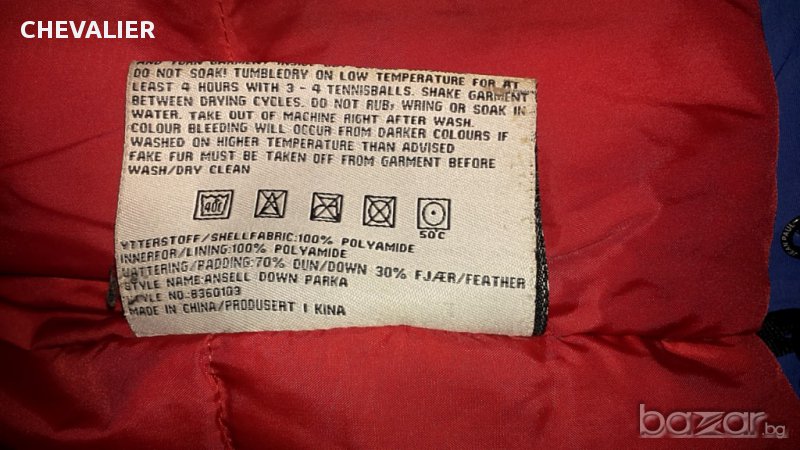 CHEVALIER
AND TURN GARMENT INSIDE
DO NOT SOAK! TUMBLEDRY ON LOW TEMPERATURE FOR AT
LEAST 4 HOURS WITH 3 - 4 TENNISBALLS. SHAKE GARMENT
BETWEEN DRYING CYCLES. DO NOT RUB, WRING OR SOAK IN
WATER. TAKE OUT OF MACHINE RIGHT AFTER WASH.
COLOUR BLEEDING WILL OCCUR FROM DARKER COLOURS IF
WASHED ON HIGHER TEMPERATURE THAN ADVISED
FAKE FUR MUST BE TAKEN OFF FROM GARMENT BEFORE
WASH/DRY CLEAN
40C
50C
YTTERSTOFF/SHELLFABRIC:100% POLYAMIDE
INNERFOR/LINING:100% POLYAMIDE
VATTERING/PADDING:70% DUN/DOWN 30% FJÆR/FEATHER
STYLE NAME:ANSELL DOWN PARKA
STYLE NO:8360103
MADE IN CHINA/PRODUSERT I KINA
bazar.bg